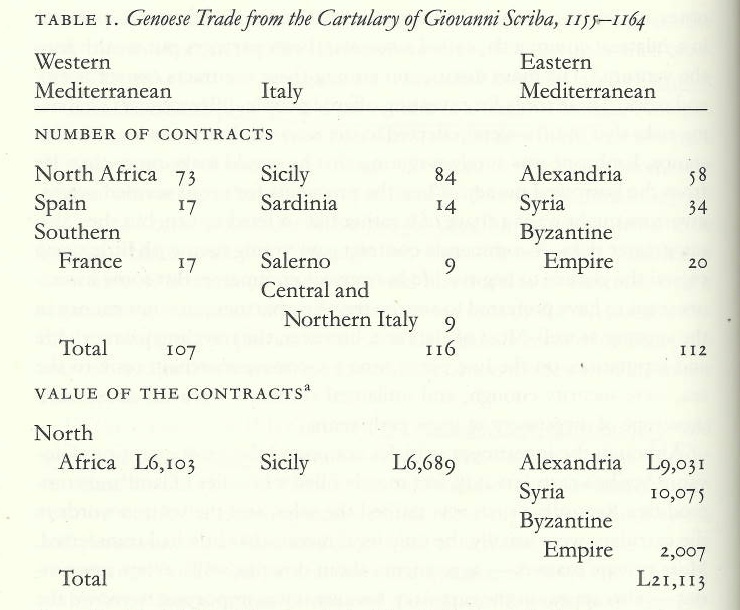 TABLE 1. Genoese Trade from the Cartulary of Giovanni Scriba, 1155–1164
Western Eastern
Mediterranean Italy Mediterranean
NUMBER OF CONTRACTS
North Africa 73 Sicily 84 Alexandria 58
Spain 17 Sardinia 14 Syria 34
Southern Byzantine
France 17 Salerno 9 Empire 20
Central and
Northern Italy 9
Total 107 116 112
VALUE OF THE CONTRACTSa
North
Africa L6,103 Sicily L6,689 Alexandria L9,031
Syria 10,075
Byzantine
Empire 2,007
Total L21,113